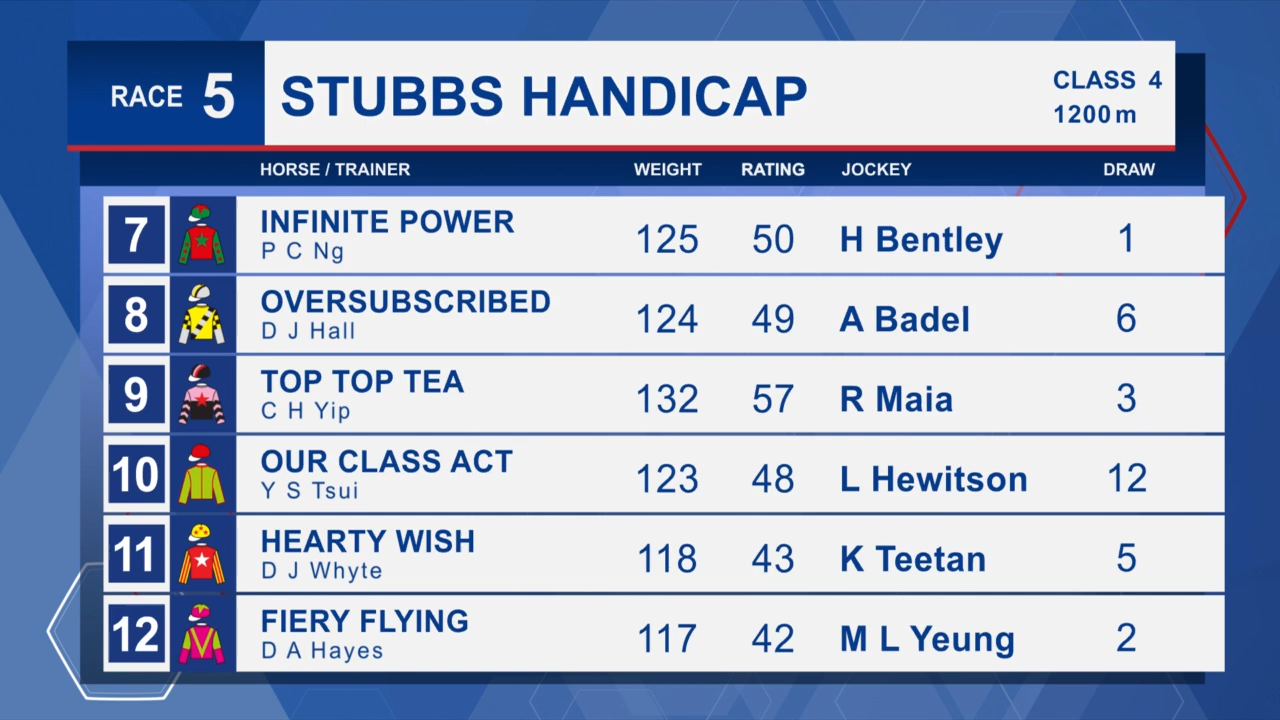 RACE 5 STUBBS HANDICAP CLASS 4
1200m
HORSE / TRAINER WEIGHT RATING JOCKEY DRAW
7 INFINITE POWER 125 50 H Bentley 1
P C Ng
8 OVERSUBSCRIBED 124 49 A Badel 6
D J Hall
9 TOP TOP TEA 132 57 R Maia 3
C H Yip
10 OUR CLASS ACT 123 48 L Hewitson 12
Y S Tsui
11 HEARTY WISH 118 43 K Teetan 5
D J Whyte
12 FIERY FLYING 117 42 M L Yeung 2
D A Hayes